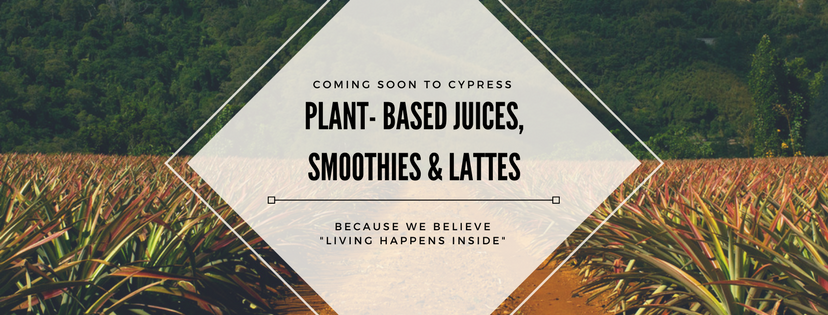 COMING SOON TO CYPRESS
PLANT- BASED JUICES,
SMOOTHIES & LATTES
BECAUSE WE BELIEVE
"LIVING HAPPENS INSIDE"